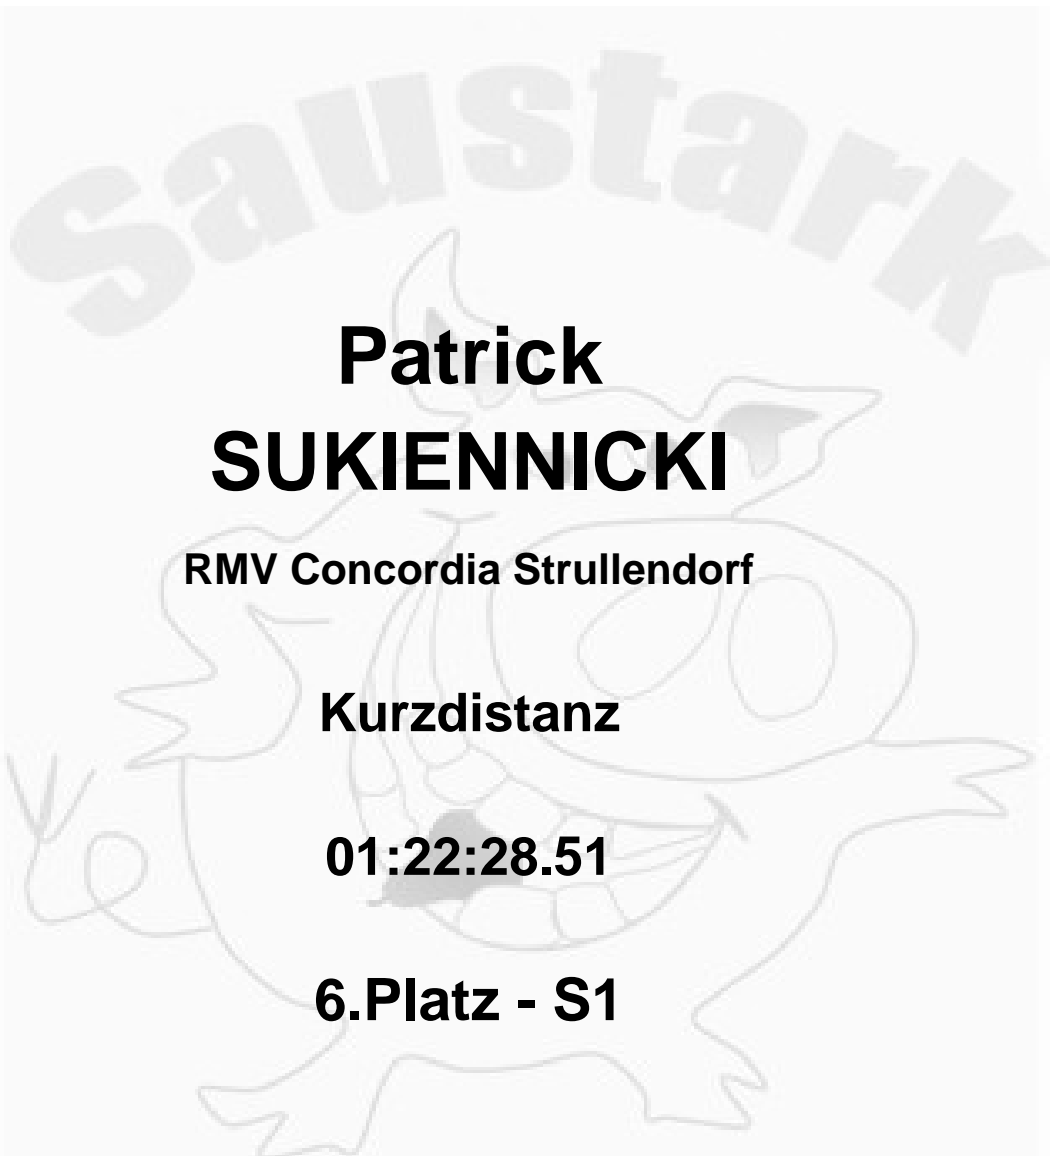 Saustark
Patrick
SUKIENNICKI
RMV Concordia Strullendorf
Kurzdistanz
01:22:28.51
6.Platz - S1